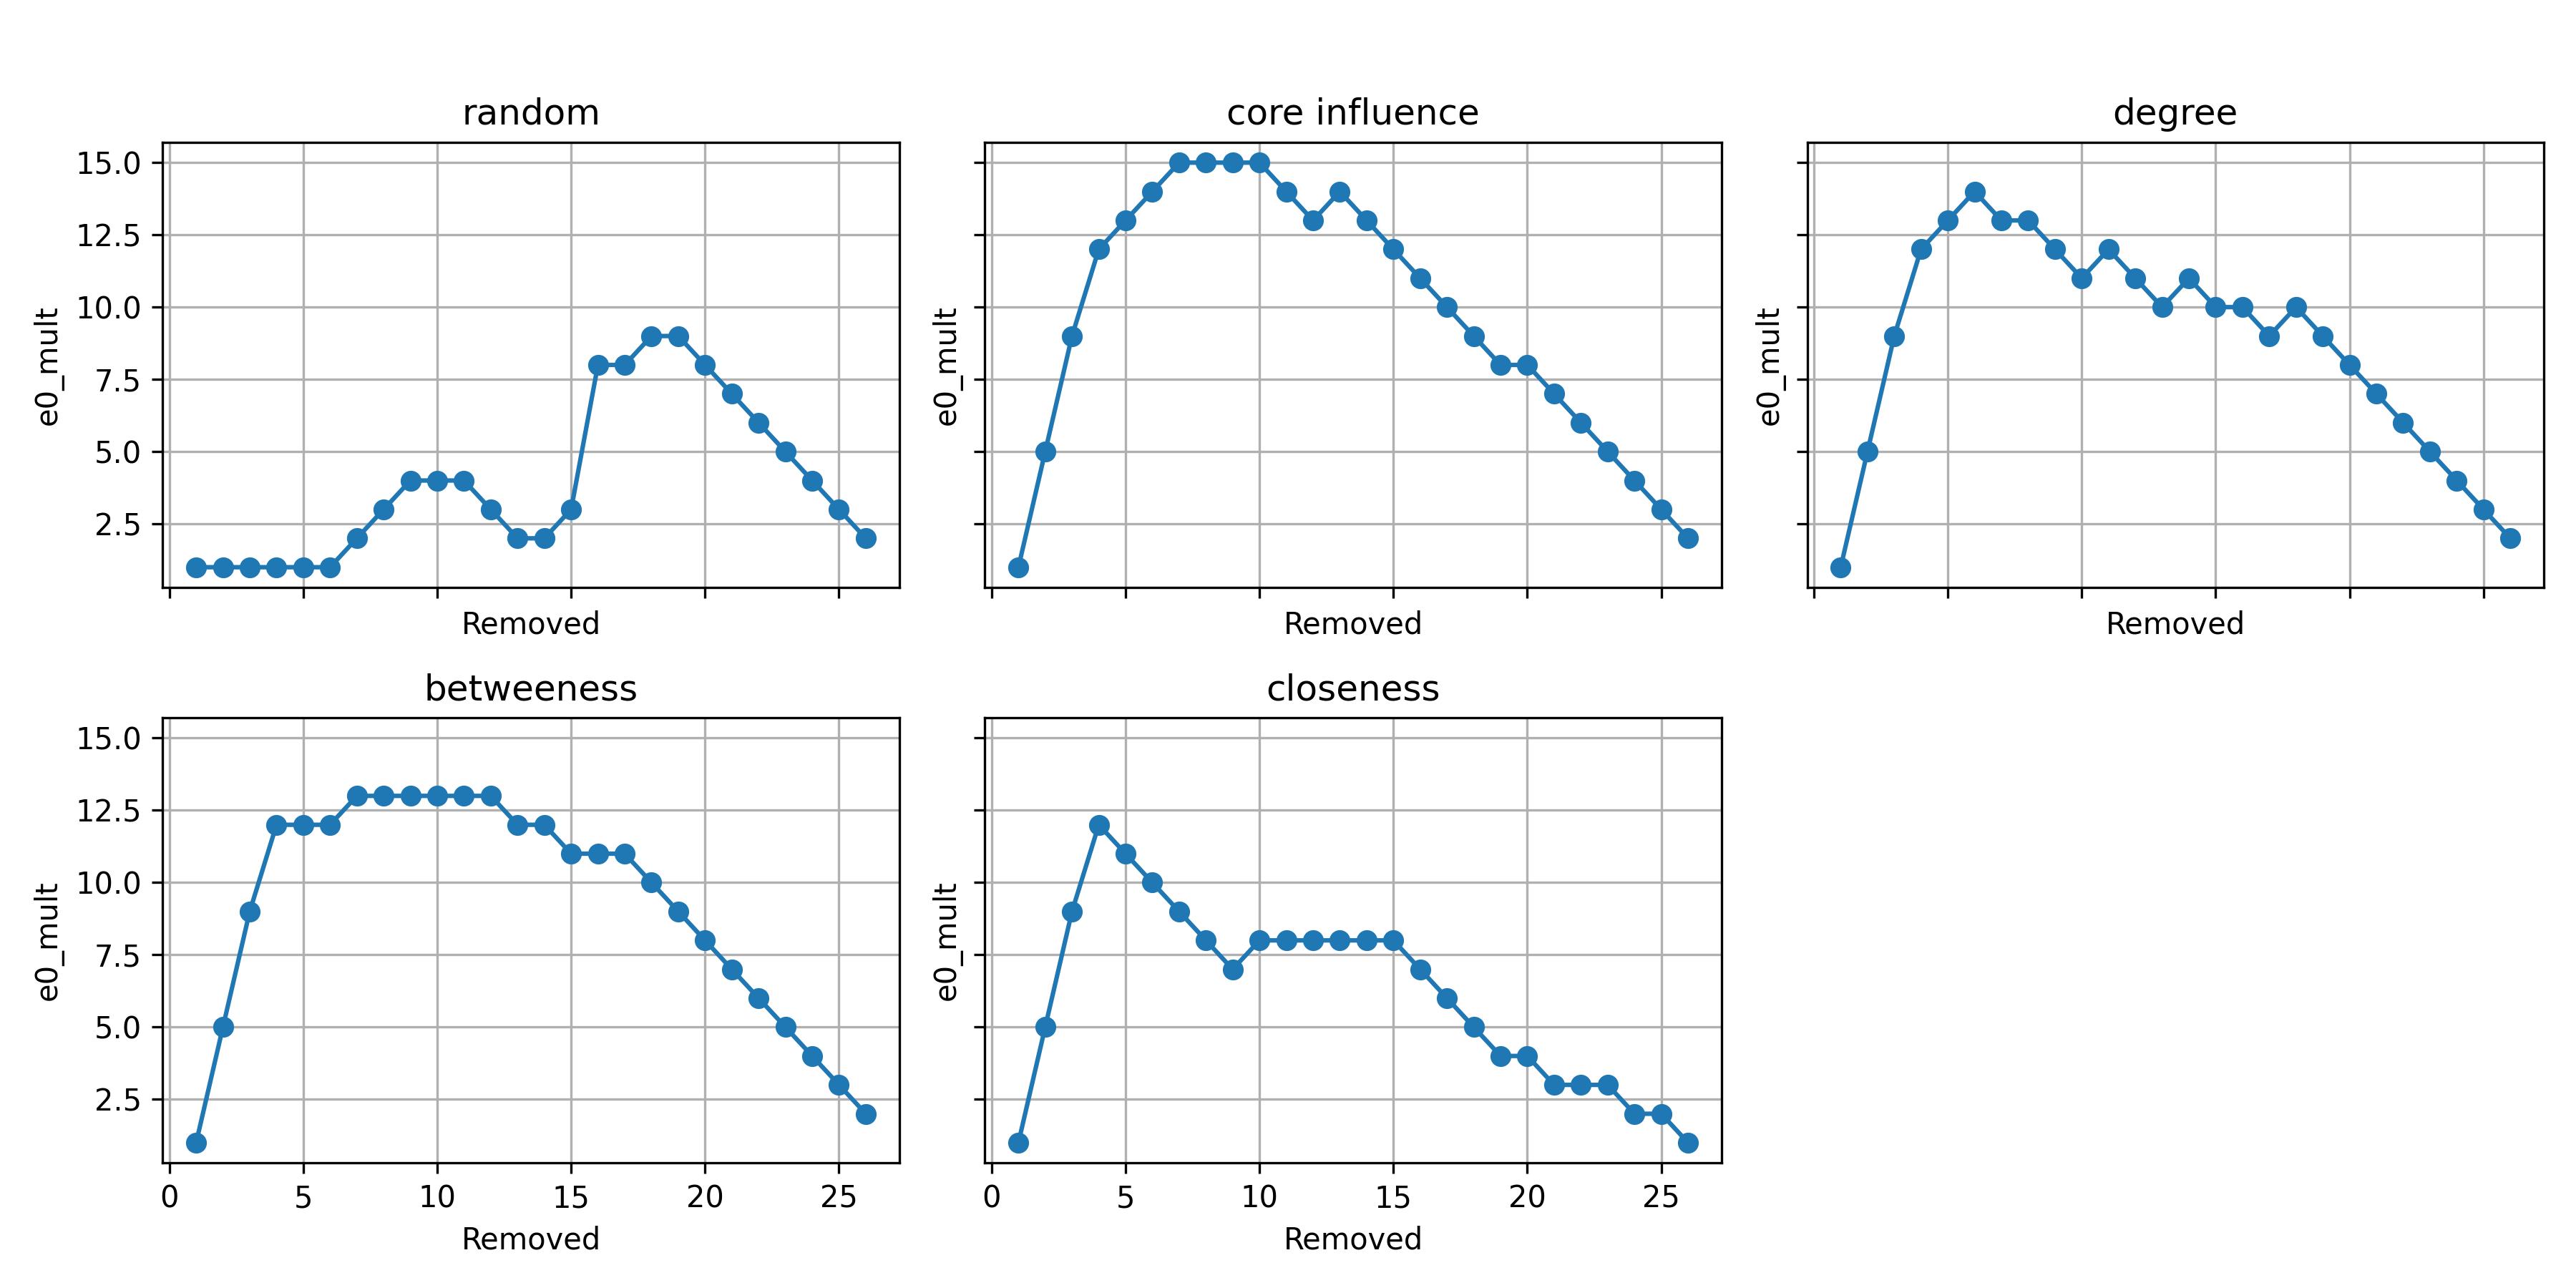 random
15.0
12.5
10.0
7.5
5.0
2.5
e0_mult
Removed
core influence
e0_mult
Removed
degree
e0_mult
Removed
betweeness
15.0
12.5
10.0
7.5
5.0
2.5
e0_mult
0 5 10 15 20 25
Removed
closeness
e0_mult
0 5 10 15 20 25
Removed